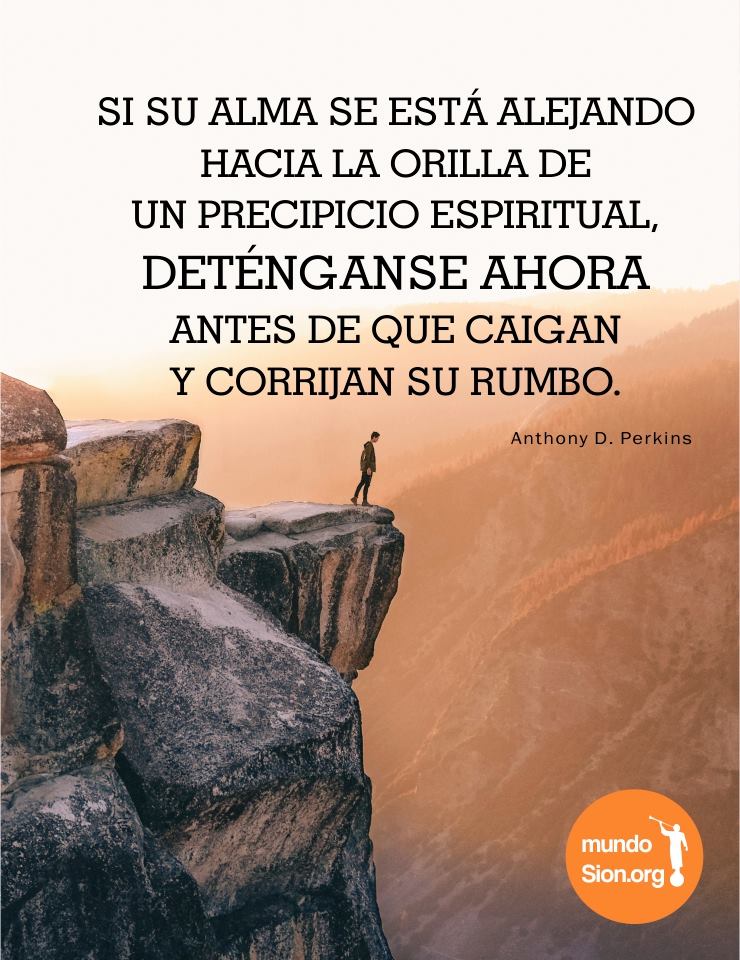 SI SU ALMA SE ESTÁ ALEJANDO
HACIA LA ORILLA DE
UN PRECIPICIO ESPIRITUAL,
DETÉNGANSE AHORA
ANTES DE QUE CAIGAN
Y CORRIJAN SU RUMBO.
Anthony D. Perkins
mundo
Sion.org